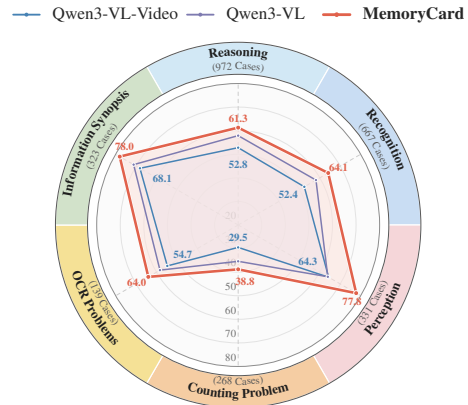 Qwen3-VL-Video Qwen3-VL MemoryCard
Reasoning
(972 Cases)
Recognition
(667 Cases)
Information Synopsis
(323 Cases)
78.0
61.3
64.1
68.1
52.8
52.4
20
29.5
54.7
64.3
40
64.0
38.8
77.8
50
60
70
80
OCR Problems
(139 Cases)
Perception
(331 Cases)
(268 Cases)
Counting Problem